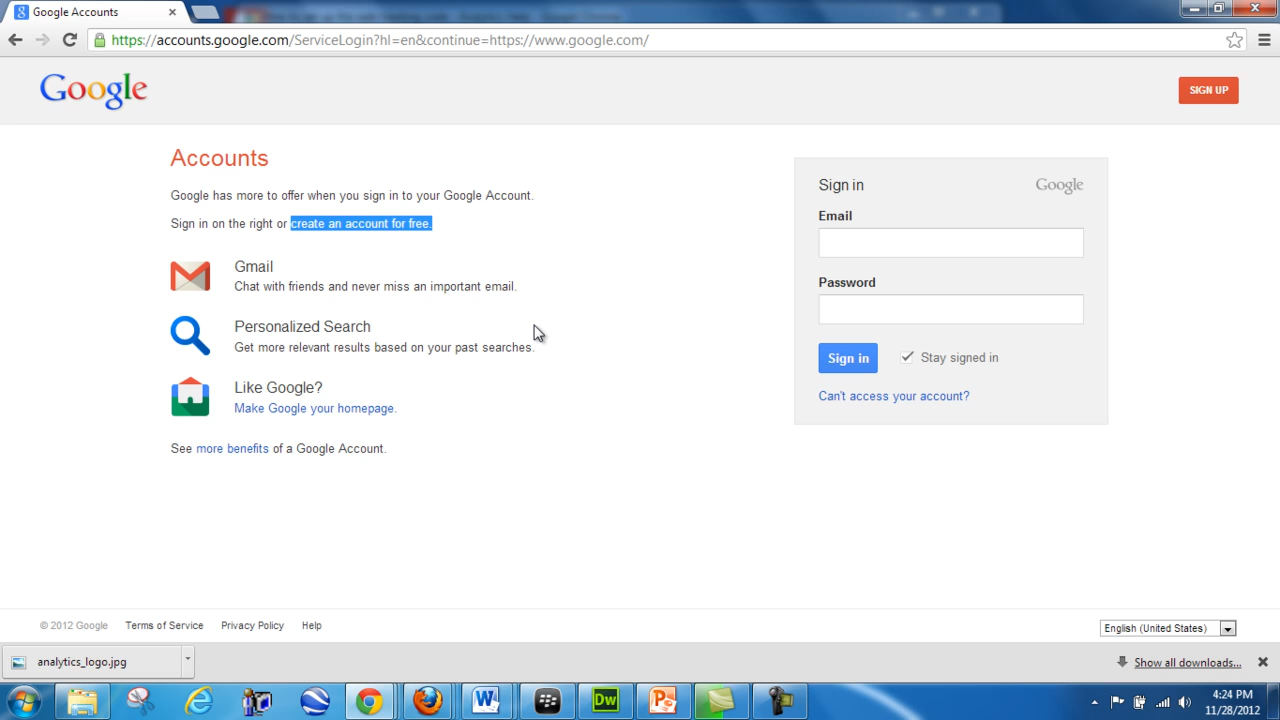 Google Accounts
https://accounts.google.com/ServiceLogin?hl=en&continue=https://www.google.com/
Google
SIGN UP
Accounts
Google has more to offer when you sign in to your Google Account.
Sign in on the right or create an account for free.
Gmail
Chat with friends and never miss an important email.
Personalized Search
Get more relevant results based on your past searches.
Like Google?
Make Google your homepage.
See more benefits of a Google Account.
Sign in
Google
Email
Password
Sign in
Stay signed in
Can't access your account?
© 2012 Google
Terms of Service
Privacy Policy
Help
English (United States)
analytics_logo.jpg
Show all downloads...
Dw
4:24 PM
11/28/2012